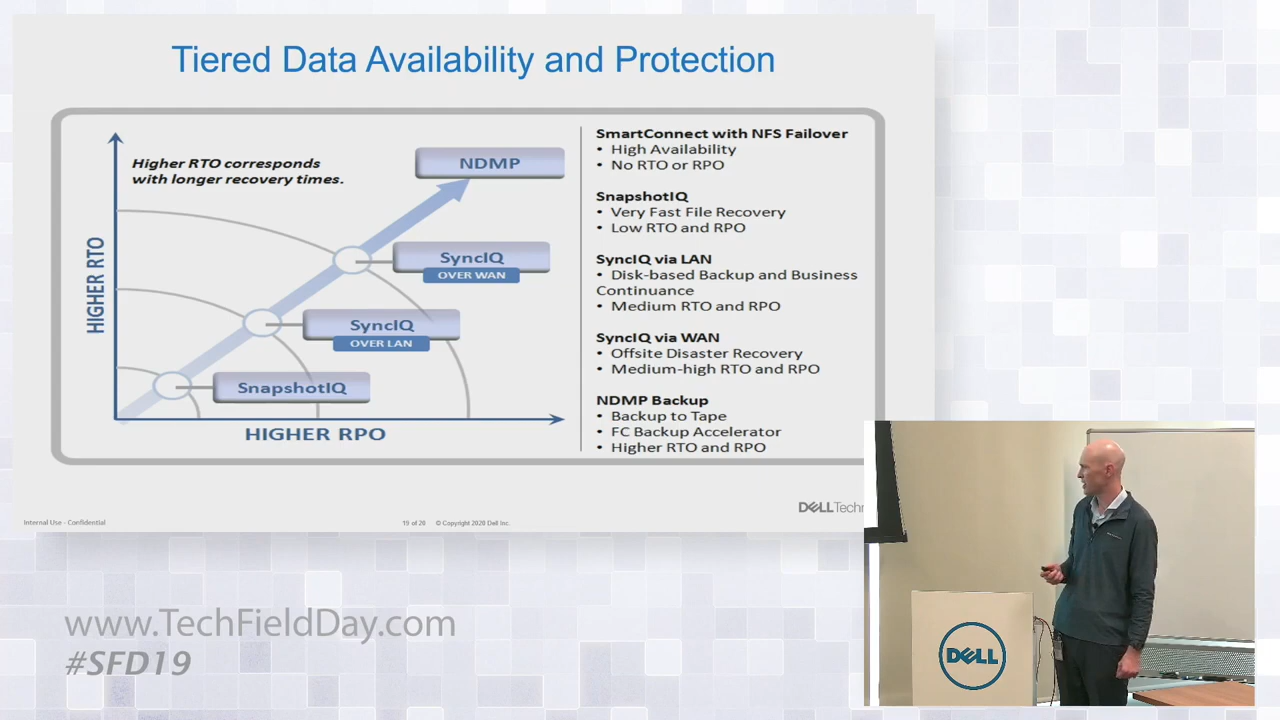 Tiered Data Availability and Protection
Higher RTO corresponds
with longer recovery times.
HIGHER RTO
NDMP
SyncIQ
OVER WAN
SyncIQ
OVER LAN
SnapshotIQ
HIGHER RPO
SmartConnect with NFS Failover
• High Availability
• No RTO or RPO
SnapshotIQ
• Very Fast File Recovery
• Low RTO and RPO
SyncIQ via LAN
• Disk-based Backup and Business
Continuance
• Medium RTO and RPO
SyncIQ via WAN
• Offsite Disaster Recovery
• Medium-high RTO and RPO
NDMP Backup
• Backup to Tape
• FC Backup Accelerator
• Higher RTO and RPO
Internal Use - Confidential
19 of 20
© Copyright 2020 Dell Inc.
DELLTechn
DELL
www.TechFieldDay.com
#SFD19